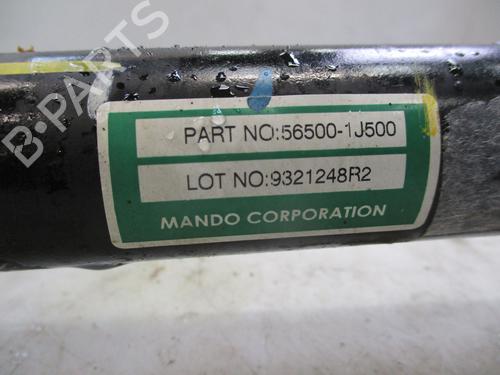 B-PARTS
PART NO:56500-1J500
LOT NO:9321248R2
MANDO CORPORATION